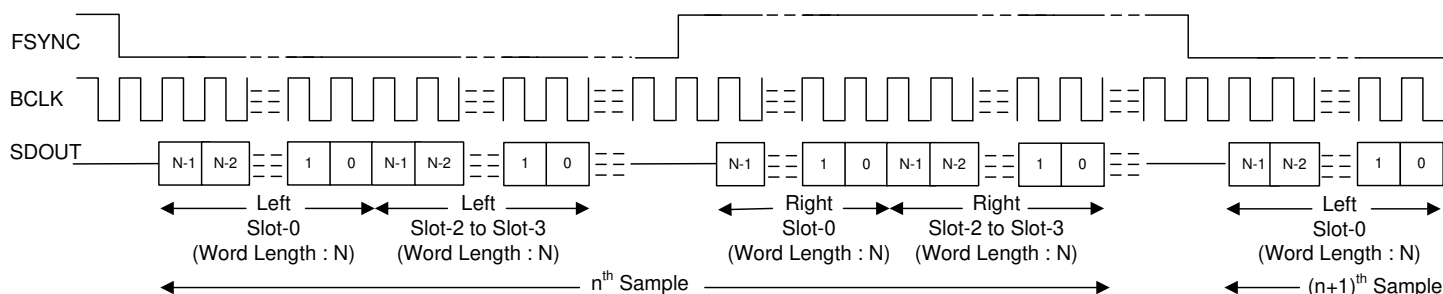 FSYNC
BCLK
SDOUT
N-1 N-2 1 0 N-1 N-2 1 0 N-1 1 0 N-1 N-2 1 0 N-1 N-2 1 0
Left Left Right Right Left
Slot-0 Slot-2 to Slot-3 Slot-0 Slot-2 to Slot-3 Slot-0
(Word Length : N) (Word Length : N) (Word Length : N) (Word Length : N) (Word Length : N)
nth Sample (n+1)th Sample